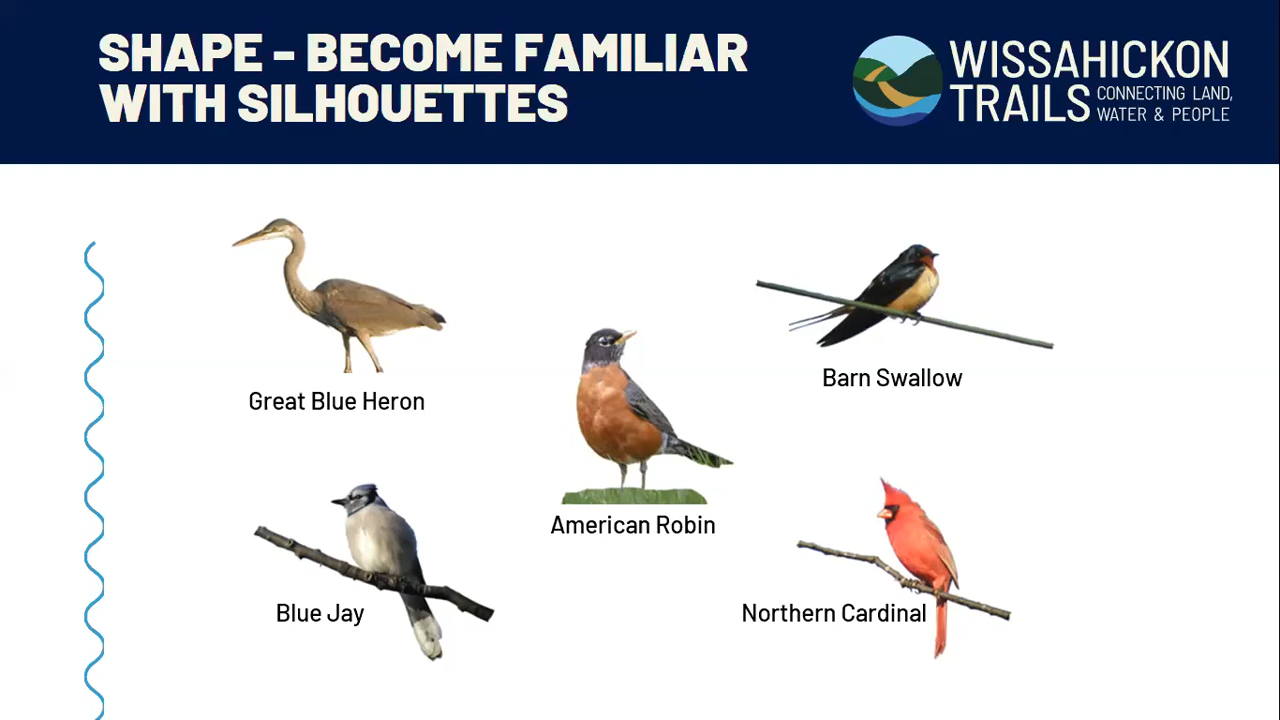 SHAPE – BECOME FAMILIAR
WITH SILHOUETTES
WISSAHICKON
TRAILS CONNECTING LAND,
WATER & PEOPLE
Great Blue Heron
Barn Swallow
American Robin
Blue Jay
Northern Cardinal